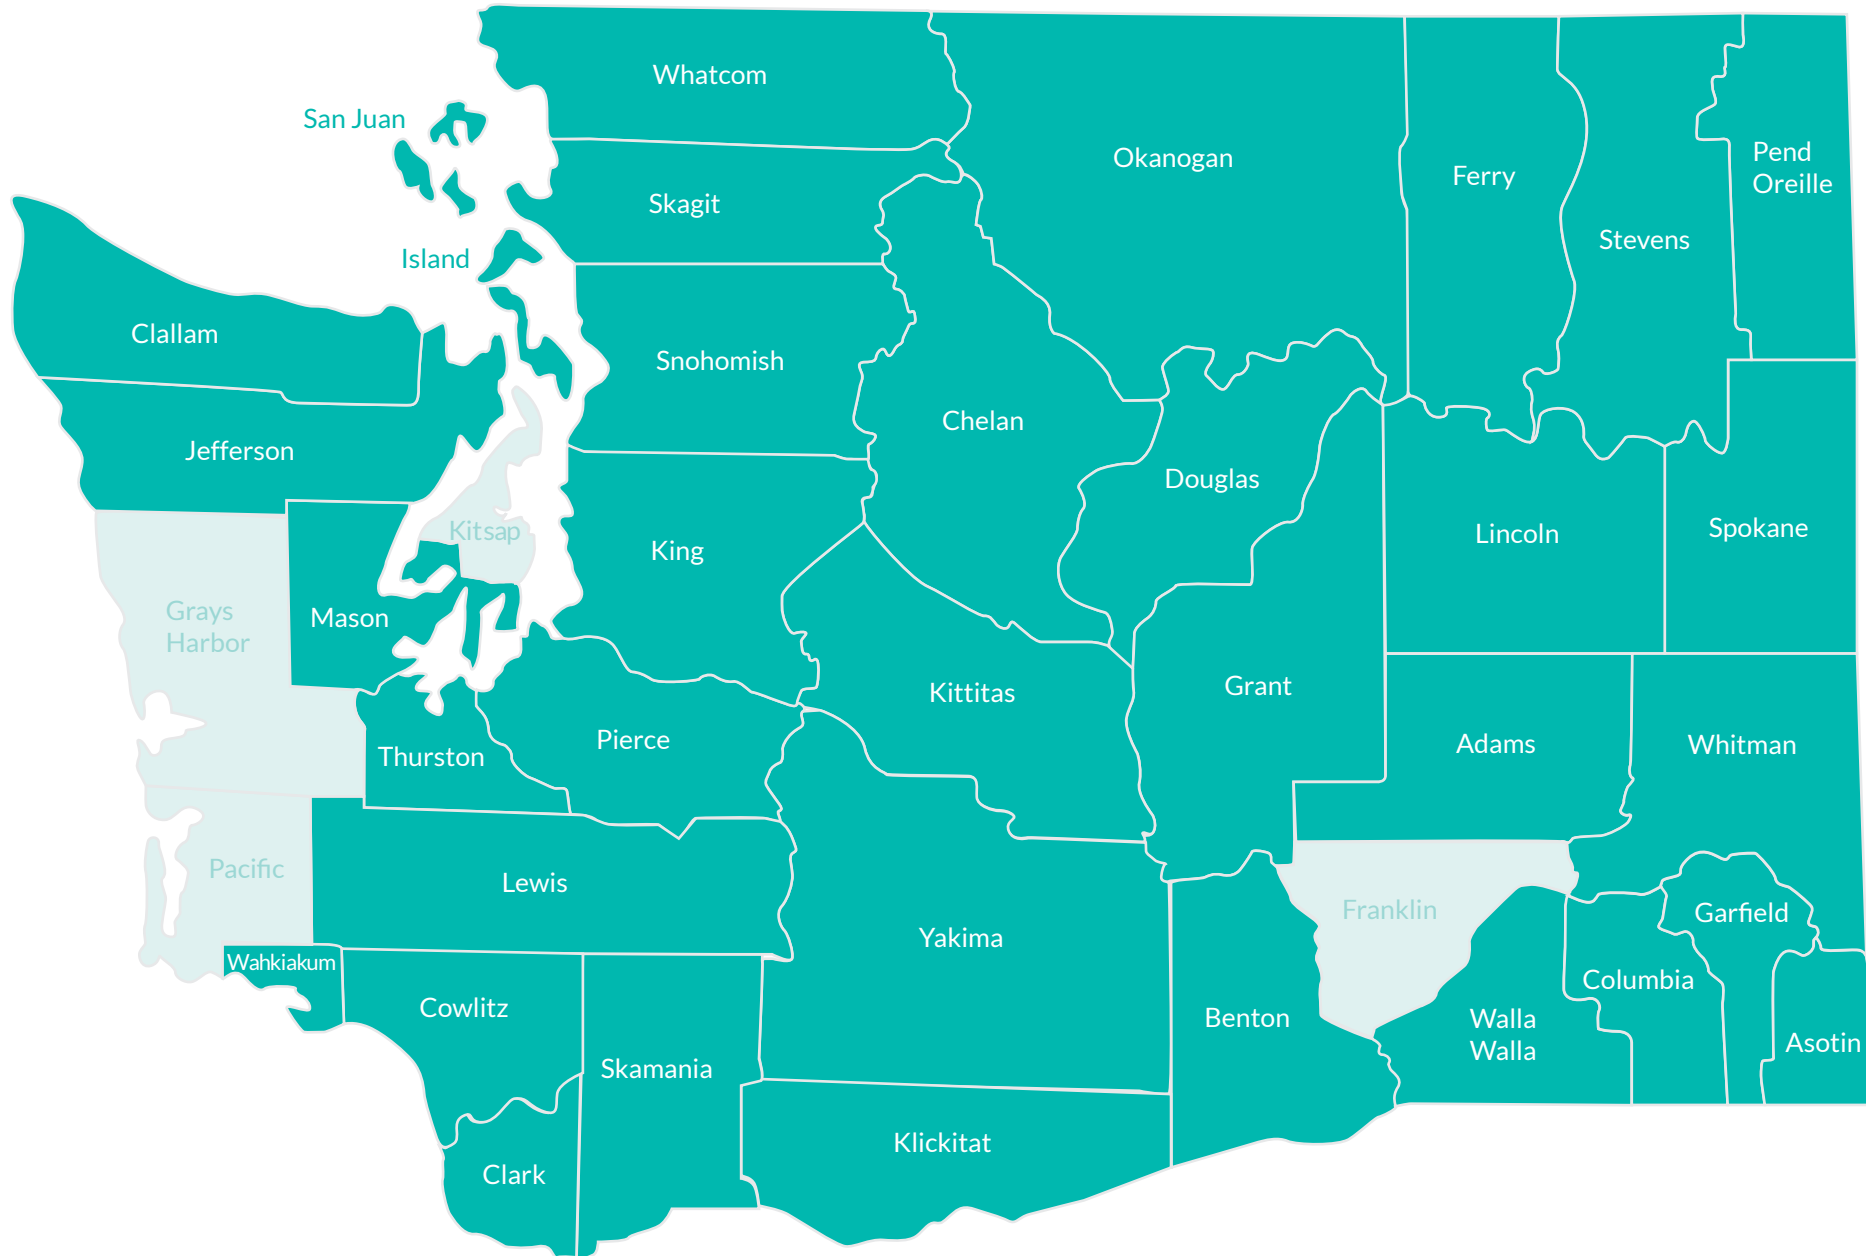 Whatcom
San Juan
Okanogan
Pend
Oreille
Ferry
Skagit
Stevens
Island
Clallam
Snohomish
Chelan
Jefferson
Douglas
Kitsap
Lincoln
Spokane
King
Grays
Harbor
Mason
Grant
Kittitas
Pierce
Adams
Whitman
Thurston
Pacific
Lewis
Franklin
Garfield
Yakima
Wahkiakum
Columbia
Cowlitz
Benton
Walla
Walla
Asotin
Skamania
Klickitat
Clark